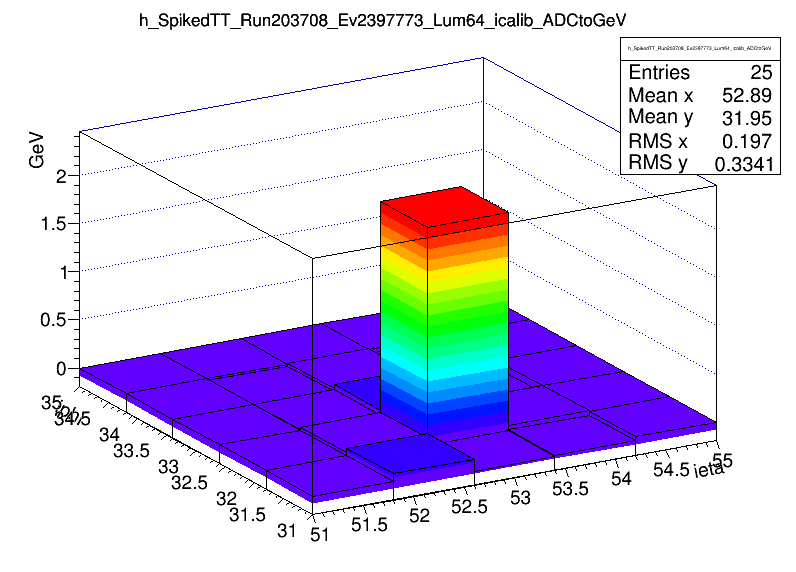 h_SpikedTT_Run203708_Ev2397773_Lum64_icalib_ADCtoGeV
h_SpikedTT_Run203708_Ev2397773_Lum64_icalib_ADCtoGeV
Entries 25
Mean x 52.89
Mean y 31.95
RMS x 0.197
RMS y 0.3341
GeV
2
1.5
1
0.5
0
35
34.5
34
33.5
33
32.5
32
31.5
31
51
51.5
52
52.5
53
53.5
54
54.5
55
ieta